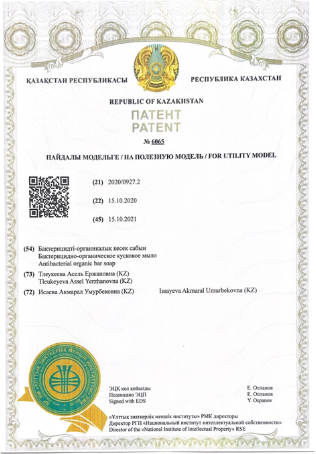 ҚАЗАҚСТАН РЕСПУБЛИКАСЫ
РЕСПУБЛИКА КАЗАХСТАН
REPUBLIC OF KAZAKHSTAN
ПАТЕНТ
PATENT
№ 6065
ПАЙДАЛЫ МОДЕЛЬГЕ / НА ПОЛЕЗНУЮ МОДЕЛЬ / FOR UTILITY MODEL
(21) 2020/0927.2
(22) 15.10.2020
(45) 15.10.2021
(54) Бактерицидті-органикалық кесек сабын
Бактерицидно-органическое кусковое мыло
Antibacterial organic bar soap
(73) Тлеукеева Асель Ержановна (KZ)
Tleukeyeva Assel Yerzhanovna (KZ)
(72) Исаева Акмарал Умурбековна (KZ) Issayeva Akmaral Umarbekovna (KZ)
ЭЦҚ қол қойылды Е. Оспанов
Подписано ЭЦП Е. Оспанов
Signed with EDS Y. Ospanov
«Ұлттық зияткерлік меншік институты» РМК директоры
Директор РГП «Национальный институт интеллектуальной собственности»
Director of the «National Institute of Intellectual Property» RSE